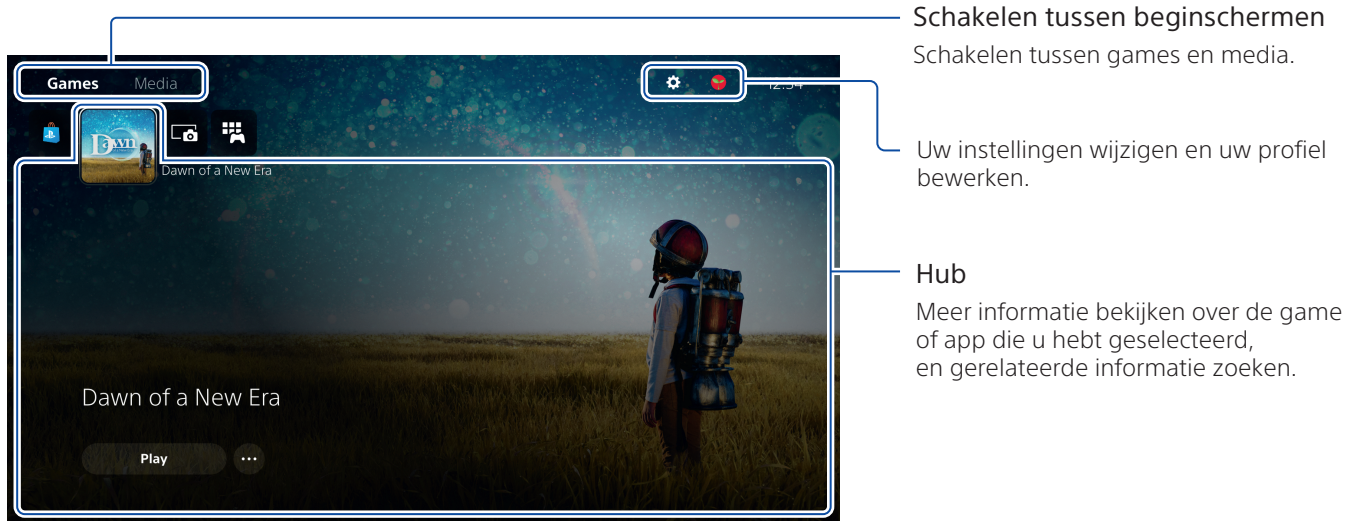 Schakelen tussen beginschermen
Schakelen tussen games en media.
Games Media
12:34
Dawn
Dawn of a New Era
Uw instellingen wijzigen en uw profiel
bewerken.
Hub
Meer informatie bekijken over de game
of app die u hebt geselecteerd,
en gerelateerde informatie zoeken.
Dawn of a New Era
Play